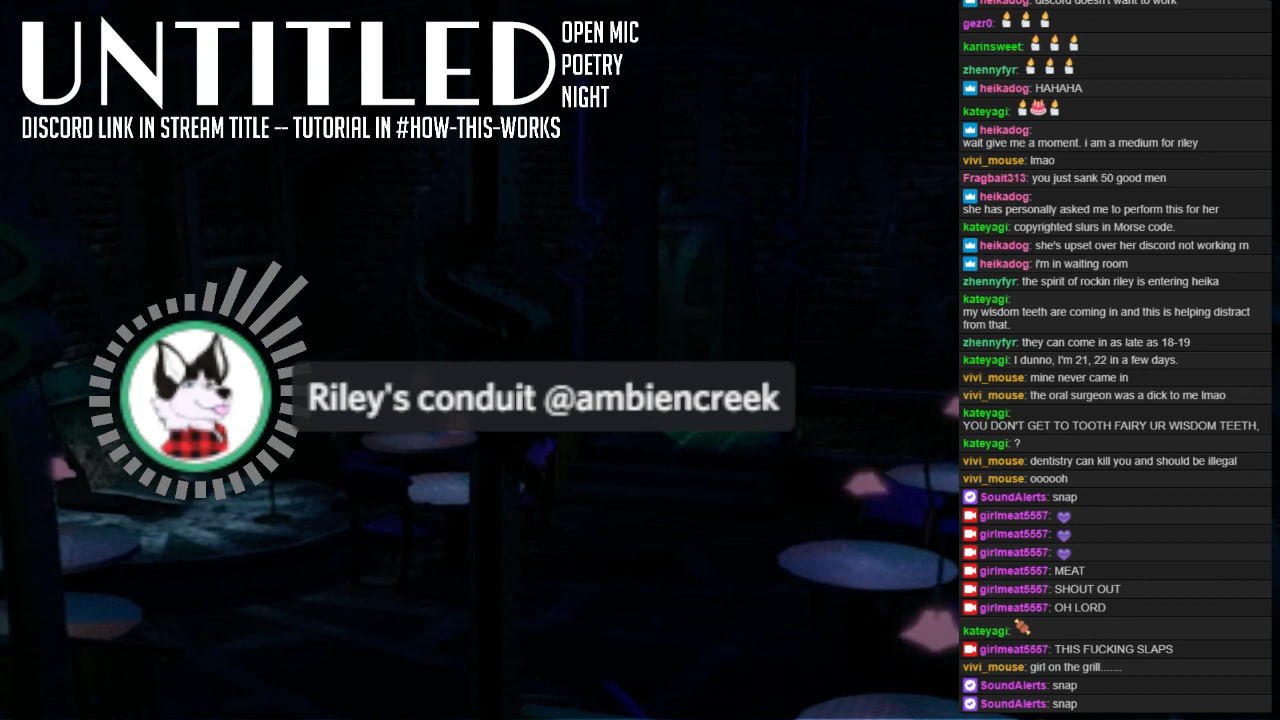 UNTITLED
OPEN MIC
POETRY
NIGHT
DISCORD LINK IN STREAM TITLE -- TUTORIAL IN #HOW-THIS-WORKS
Riley's conduit @ambiencreek
heikadog: discord doesn't want to work
gezr0:
karinsweet:
zhennyfyr:
heikadog: HAHAHA
kateyagi:
heikadog:
wait give me a moment. i am a medium for riley
vivi_mouse: lmao
Fragbait313: you just sank 50 good men
heikadog:
she has personally asked me to perform this for her
kateyagi: copyrighted slurs in Morse code.
heikadog: she's upset over her discord not working rn
heikadog: i'm in waiting room
zhennyfyr: the spirit of rockin riley is entering heika
kateyagi:
my wisdom teeth are coming in and this is helping distract
from that.
zhennyfyr: they can come in as late as 18-19
kateyagi: I dunno, I'm 21, 22 in a few days.
vivi_mouse: mine never came in
vivi_mouse: the oral surgeon was a dick to me lmao
kateyagi:
YOU DON'T GET TO TOOTH FAIRY UR WISDOM TEETH,
kateyagi: ?
vivi_mouse: dentistry can kill you and should be illegal
vivi_mouse: oooooh
SoundAlerts: snap
girlmeat5557:
girlmeat5557:
girlmeat5557:
girlmeat5557: MEAT
girlmeat5557: SHOUT OUT
girlmeat5557: OH LORD
kateyagi:
girlmeat5557: THIS FUCKING SLAPS
vivi_mouse: girl on the grill.......
SoundAlerts: snap
SoundAlerts: snap